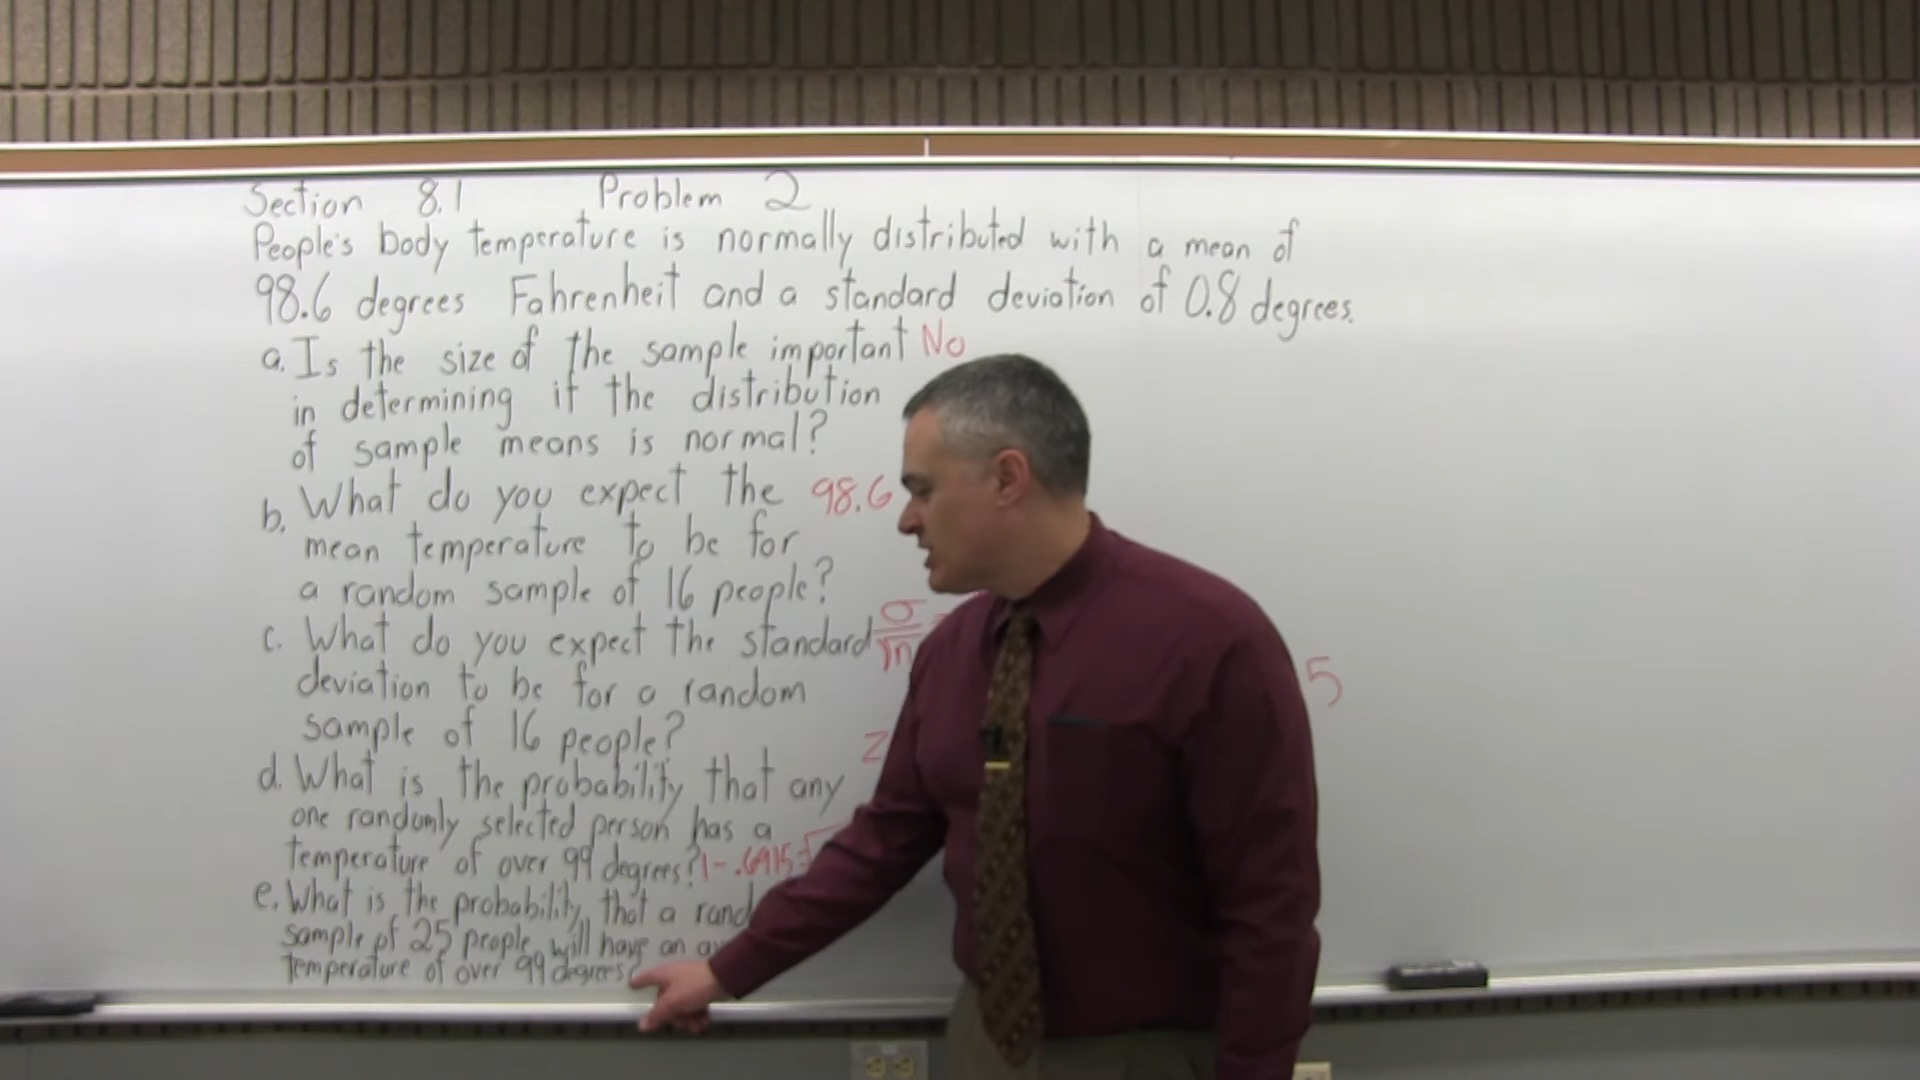 Section 8.1 Problem 2
People's body temperature is normally distributed with a mean of
98.6 degrees Fahrenheit and a standard deviation of 0.8 degrees.
a. Is the size of the sample important No
in determining if the distribution
of sample means is normal?
b. What do you expect the 98.6
mean temperature to be for
a random sample of 16 people?
c. What do you expect the standard σ/√n
deviation to be for a random 5
sample of 16 people?
z
d. What is the probability that any
one randomly selected person has a
temperature of over 99 degrees? 1-.6915=
e. What is the probability that a rand
sample of 25 people will have an
temperature of over 99 degrees?